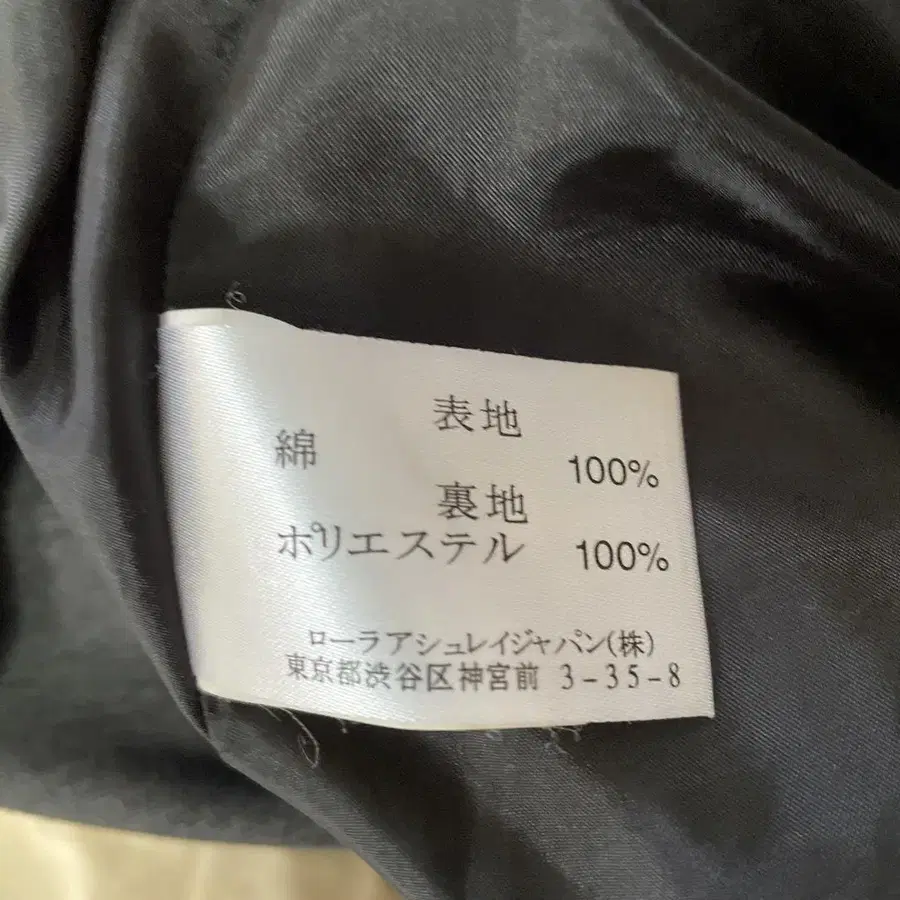 表地
綿 100%
裏地
ポリエステル 100%
ローラアシュレイジャパン(株)
東京都渋谷区神宮前 3-35-8